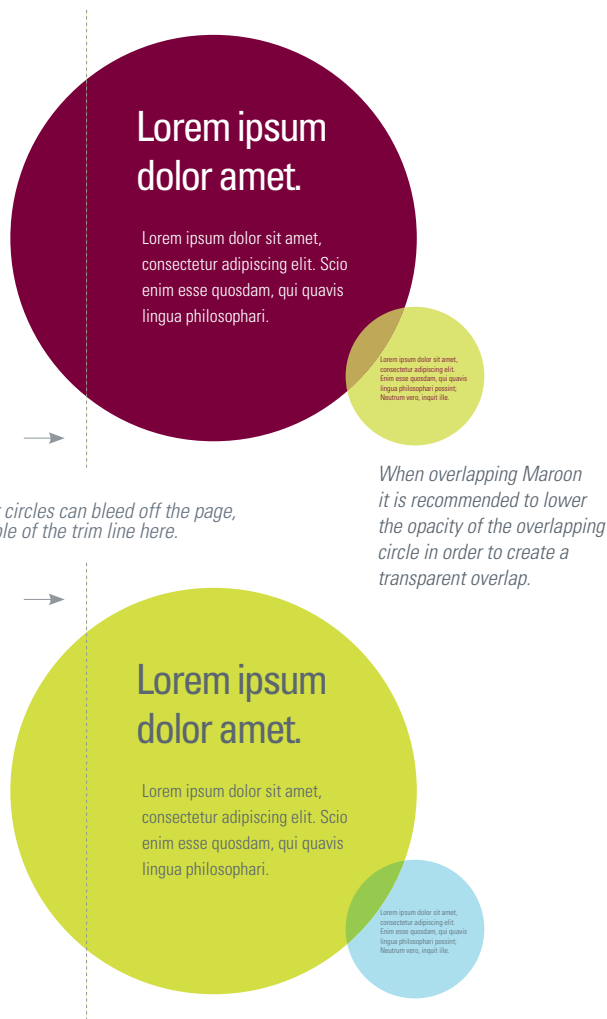 Lorem ipsum
dolor amet.
Lorem ipsum dolor sit amet,
consectetur adipiscing elit. Scio
enim esse quosdam, qui quavis
lingua philosophari.
Lorem ipsum dolor sit amet,
consectetur adipiscing elit.
Enim esse quosdam, qui quavis
lingua philosophari possint;
Neutrum vero, inquit ille.
When overlapping Maroon
it is recommended to lower
the opacity of the overlapping
circle in order to create a
transparent overlap.
circles can bleed off the page,
of the trim line here.
Lorem ipsum
dolor amet.
Lorem ipsum dolor sit amet,
consectetur adipiscing elit. Scio
enim esse quosdam, qui quavis
lingua philosophari.
Lorem ipsum dolor sit amet,
consectetur adipiscing elit.
Enim esse quosdam, qui quavis
lingua philosophari possint;
Neutrum vero, inquit ille.